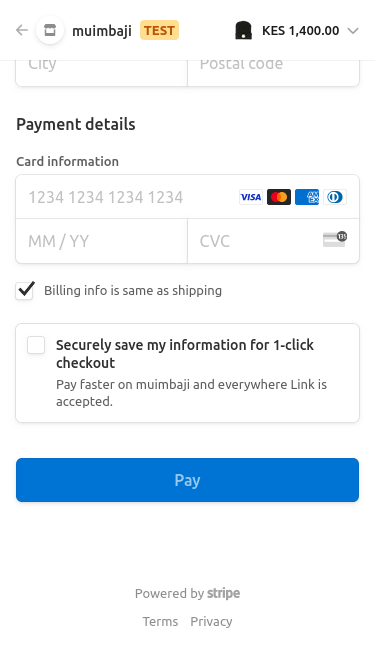 muimbaji TEST KES 1,400.00
City Postal code
Payment details
Card information
1234 1234 1234 1234 VISA AMEX
MM / YY CVC 135
Billing info is same as shipping
Securely save my information for 1-click
checkout
Pay faster on muimbaji and everywhere Link is
accepted.
Pay
Powered by stripe
Terms Privacy